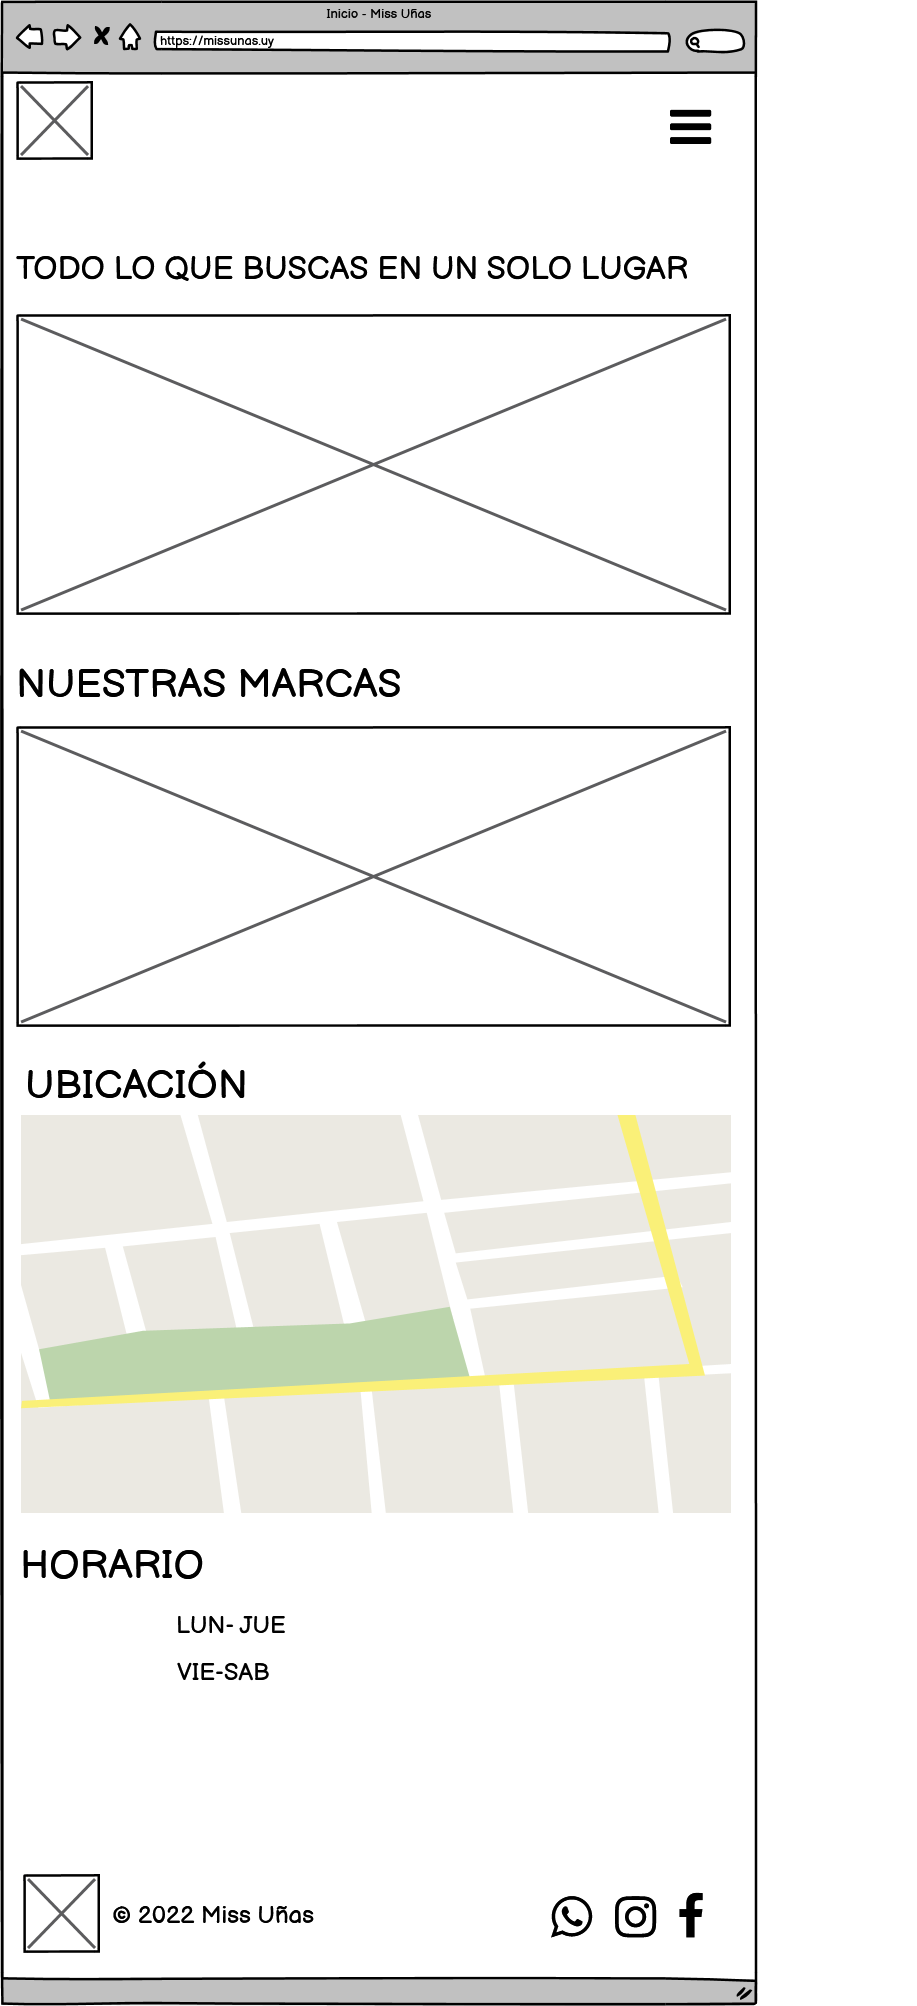 Inicio - Miss Uñas
https://missunas.uy
TODO LO QUE BUSCAS EN UN SOLO LUGAR
NUESTRAS MARCAS
UBICACIÓN
HORARIO
LUN- JUE
VIE-SAB
© 2022 Miss Uñas